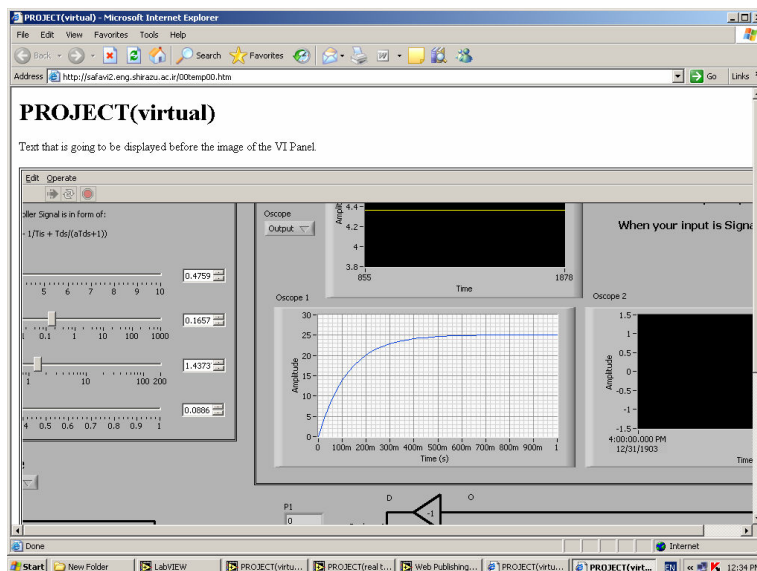 PROJECT(virtual) - Microsoft Internet Explorer
File Edit View Favorites Tools Help
Back Search Favorites
Address http://safavi2.eng.shirazu.ac.ir/00temp00.htm Go Links
PROJECT(virtual)
Text that is going to be displayed before the image of the VI Panel.
Edit Operate
oller Signal is in form of:
- 1/Tis + Tds/(aTds+1))
0.4759
5 6 7 8 9 10
0.1657
0.1 1 10 100 1000
1.4373
1 10 100 200
0.0886
4 0.5 0.6 0.7 0.8 0.9 1
Oscope
Output
4.4
4.2
4
3.8
855 1878
Time
When your input is Signa
Oscope 1
Amplitude
30
25
20
15
10
5
0
0 100m 200m 300m 400m 500m 600m 700m 800m 900m 1
Time (s)
Oscope 2
Amplitude
1.5
1
0.5
0
-0.5
-1
-1.5
4:00:00.000 PM
12/31/1903
Time
P1
0
D O
-1
Done Internet
Start New Folder LabVIEW PROJECT(virtu... PROJECT(real t... Web Publishing... PROJECT(virtu... PROJECT(virt... EN 12:34 PM